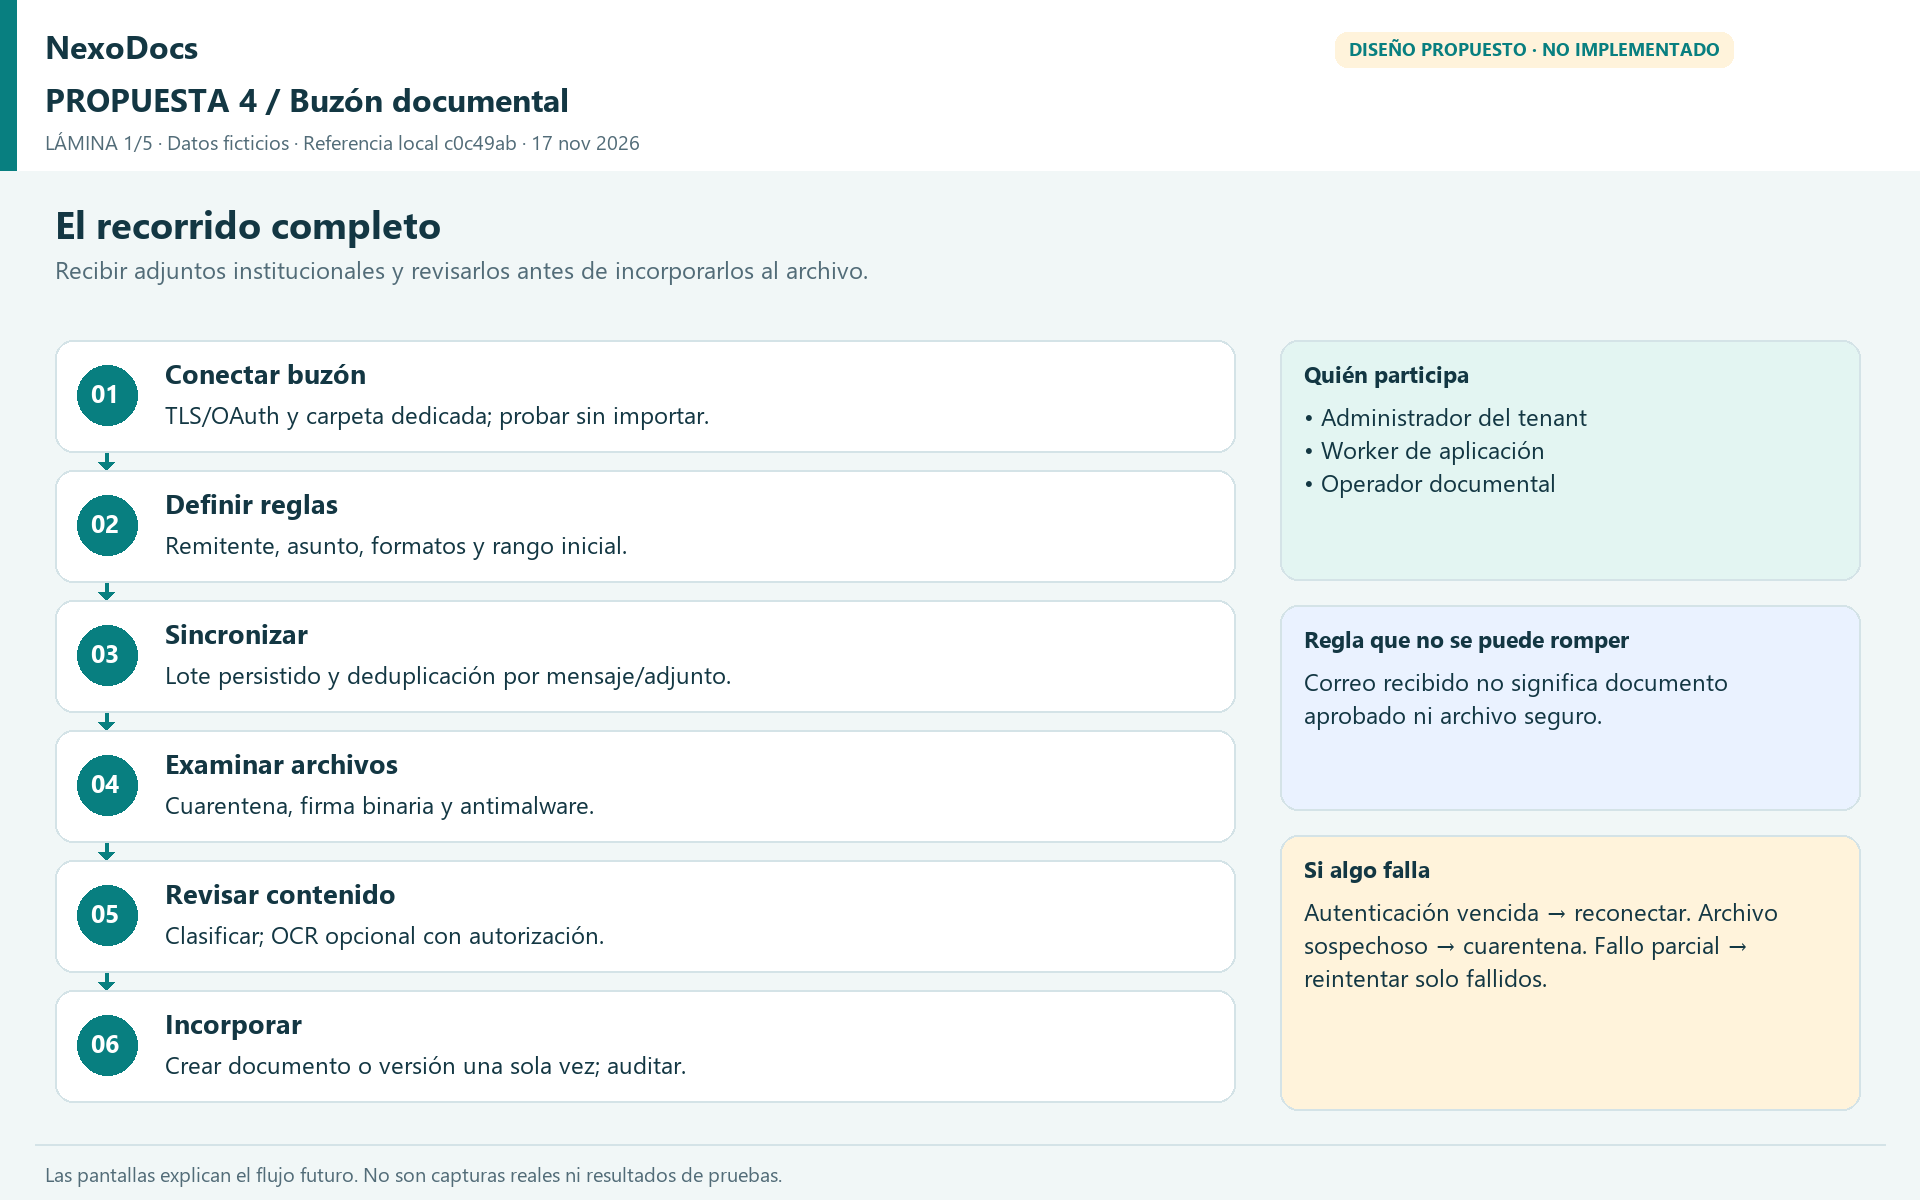 NexoDocs
DISEÑO PROPUESTO · NO IMPLEMENTADO
PROPUESTA 4 / Buzón documental
LÁMINA 1/5 · Datos ficticios · Referencia local c0c49ab · 17 nov 2026
El recorrido completo
Recibir adjuntos institucionales y revisarlos antes de incorporarlos al archivo.
01
Conectar buzón
TLS/OAuth y carpeta dedicada; probar sin importar.
02
Definir reglas
Remitente, asunto, formatos y rango inicial.
03
Sincronizar
Lote persistido y deduplicación por mensaje/adjunto.
04
Examinar archivos
Cuarentena, firma binaria y antimalware.
05
Revisar contenido
Clasificar; OCR opcional con autorización.
06
Incorporar
Crear documento o versión una sola vez; auditar.
Quién participa
• Administrador del tenant
• Worker de aplicación
• Operador documental
Regla que no se puede romper
Correo recibido no significa documento
aprobado ni archivo seguro.
Si algo falla
Autenticación vencida → reconectar. Archivo
sospechoso → cuarentena. Fallo parcial →
reintentar solo fallidos.
Las pantallas explican el flujo futuro. No son capturas reales ni resultados de pruebas.